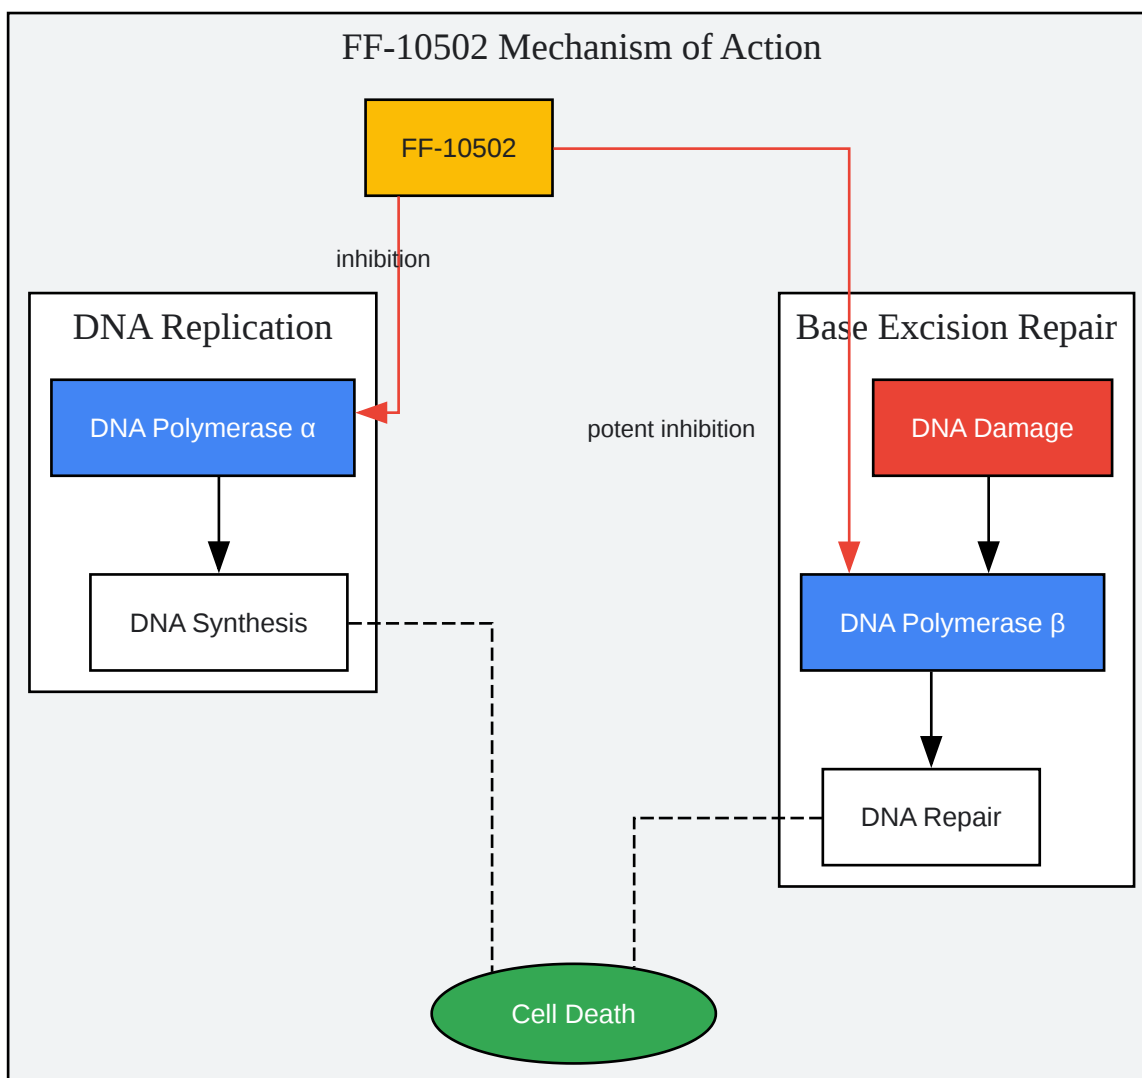 FF-10502 Mechanism of Action
FF-10502
inhibition
DNA Replication
DNA Polymerase α
DNA Synthesis
potent inhibition
Base Excision Repair
DNA Damage
DNA Polymerase β
DNA Repair
Cell Death